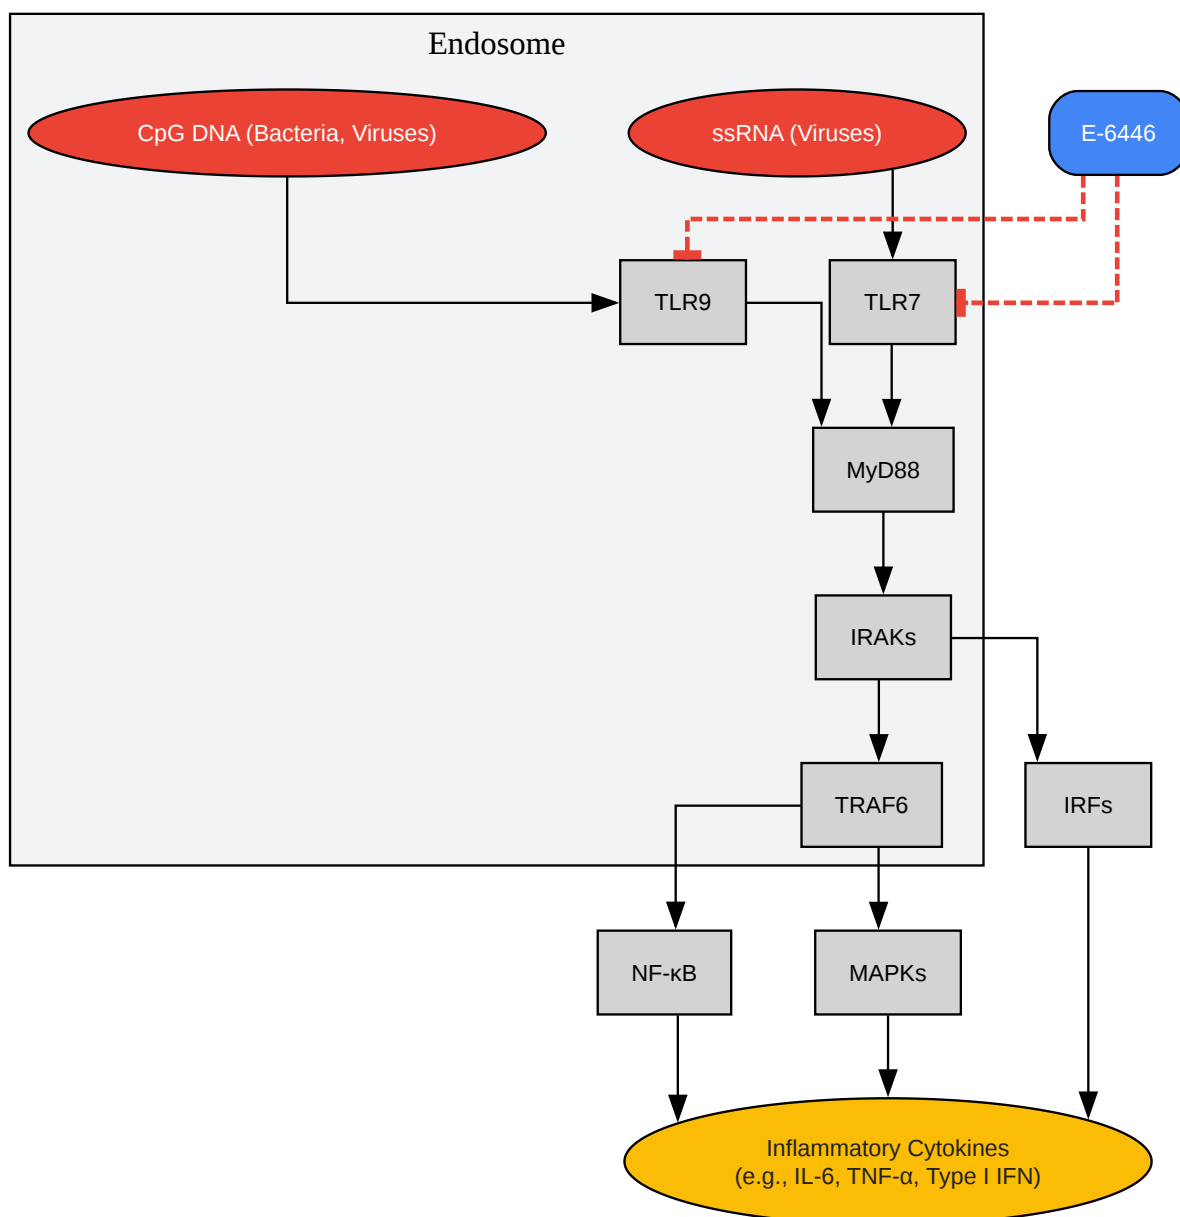 Endosome
CpG DNA (Bacteria, Viruses)
ssRNA (Viruses)
E-6446
TLR9
TLR7
MyD88
IRAKs
TRAF6
IRFs
NF-κB
MAPKs
Inflammatory Cytokines
(e.g., IL-6, TNF-α, Type I IFN)